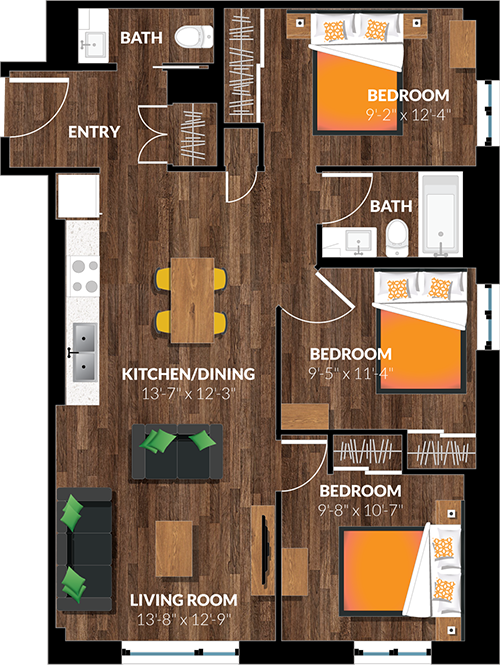 BATH
BEDROOM
9'-2" x 12'-4"
ENTRY
BATH
BEDROOM
9'-5" x 11'-4"
KITCHEN/DINING
13'-7" x 12'-3"
BEDROOM
9'-8" x 10'-7"
LIVING ROOM
13'-8" x 12'-9"